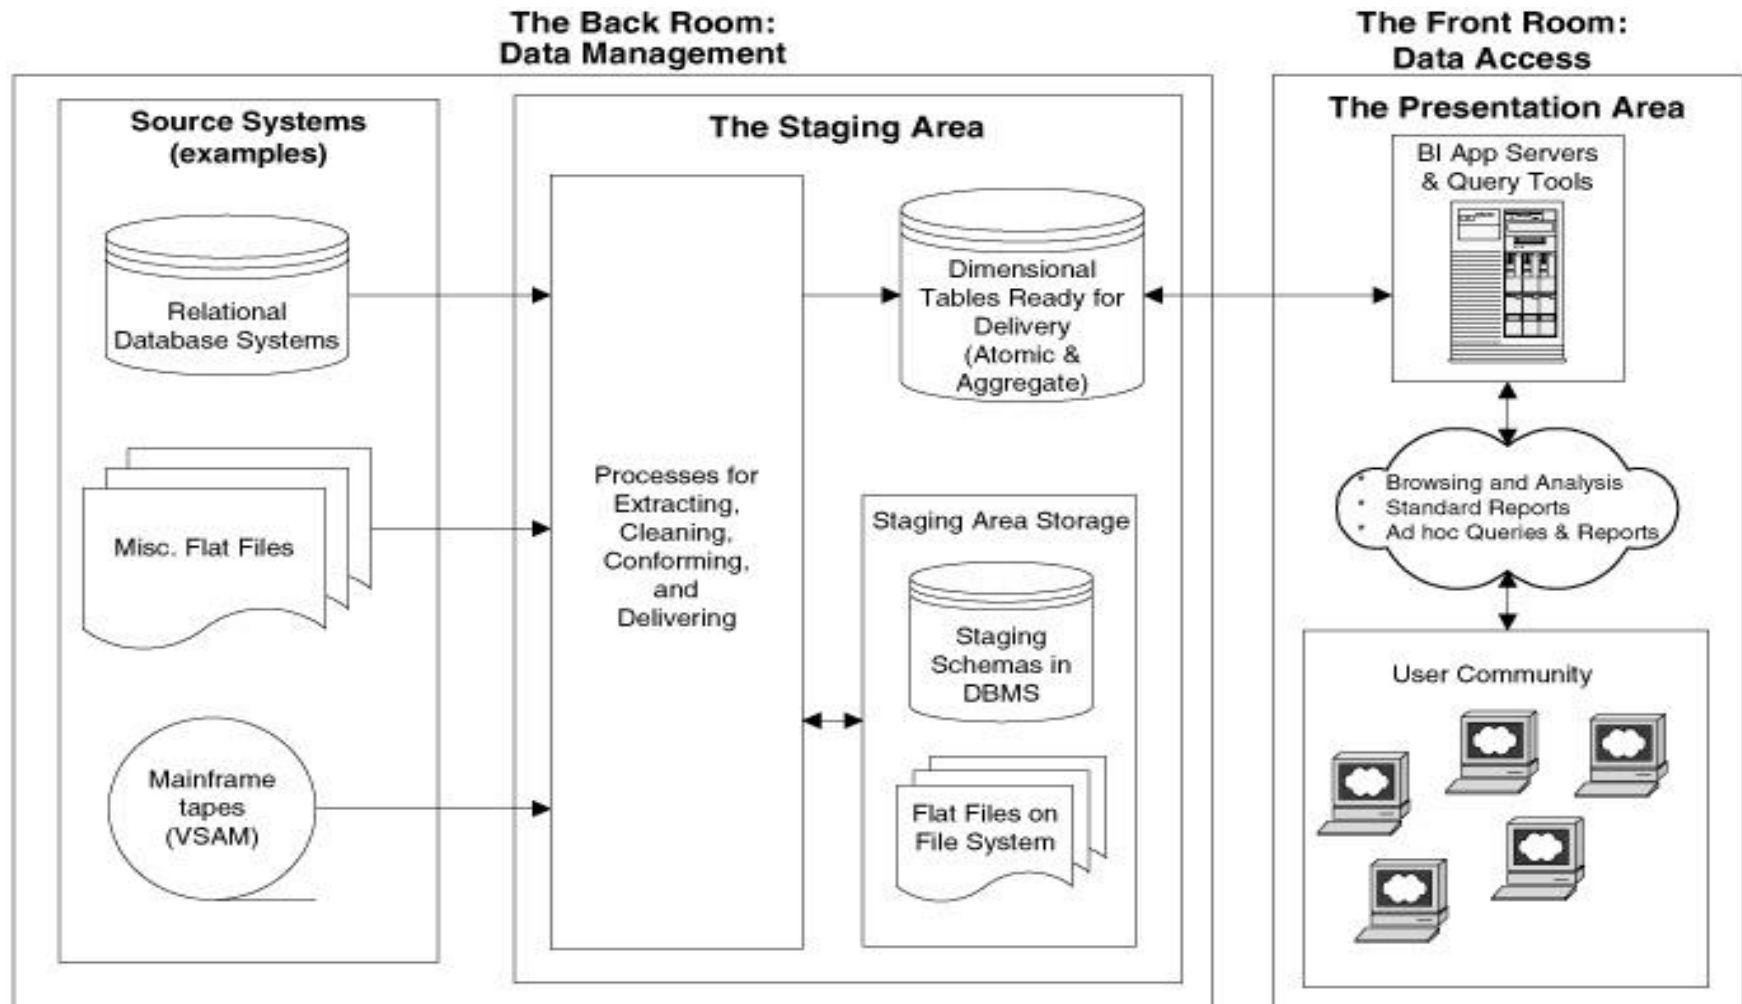 The Back Room:
Data Management
The Front Room:
Data Access
Source Systems
(examples)
Relational
Database Systems
Misc. Flat Files
Mainframe
tapes
(VSAM)
The Staging Area
Processes for
Extracting,
Cleaning,
Conforming,
and
Delivering
Dimensional
Tables Ready for
Delivery
(Atomic &
Aggregate)
Staging Area Storage
Staging
Schemas in
DBMS
Flat Files on
File System
The Presentation Area
BI App Servers
& Query Tools
* Browsing and Analysis
* Standard Reports
* Ad hoc Queries & Reports
User Community